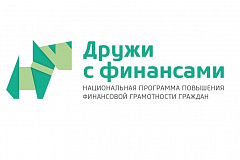 Дружи
с финансами
НАЦИОНАЛЬНАЯ ПРОГРАММА ПОВЫШЕНИЯ
ФИНАНСОВОЙ ГРАМОТНОСТИ ГРАЖДАН